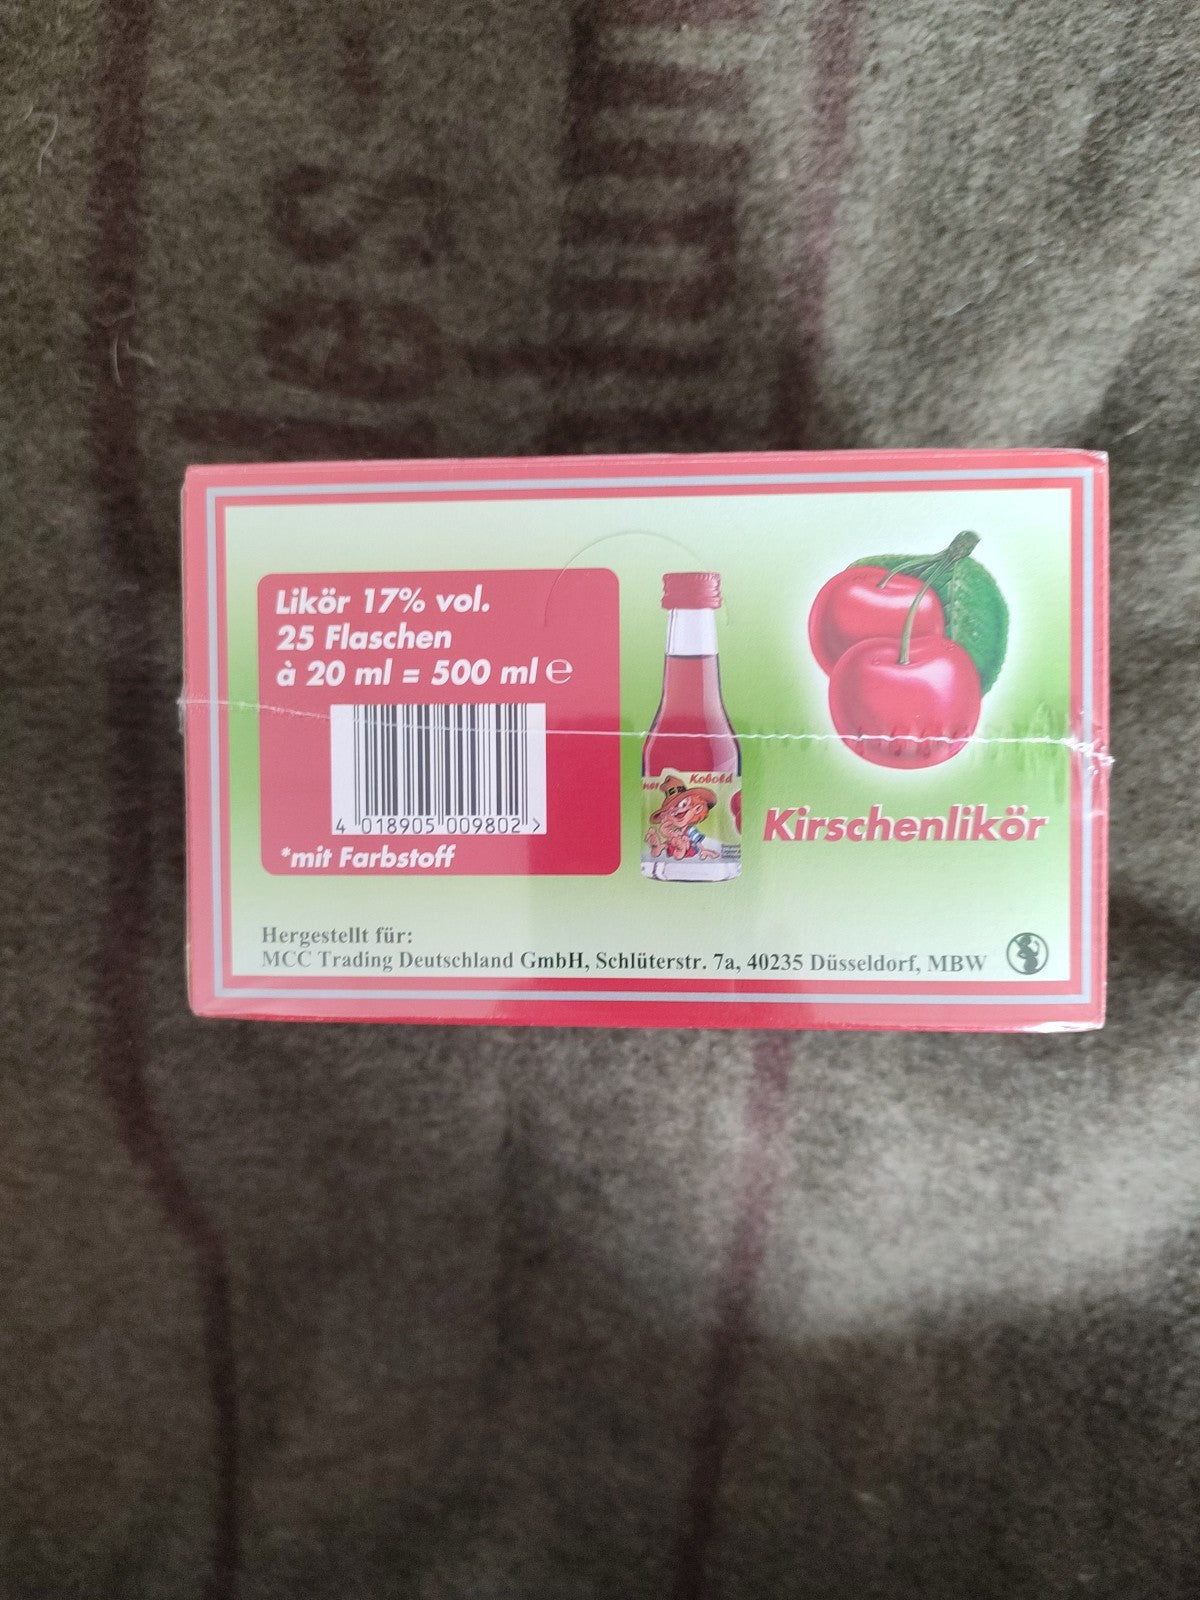 Likör 17% vol.
25 Flaschen
à 20 ml = 500 ml ℮
4 018905 009802 >
*mit Farbstoff
Kobold
Kirschenlikör
Hergestellt für:
MCC Trading Deutschland GmbH, Schlüterstr. 7a, 40235 Düsseldorf, MBW